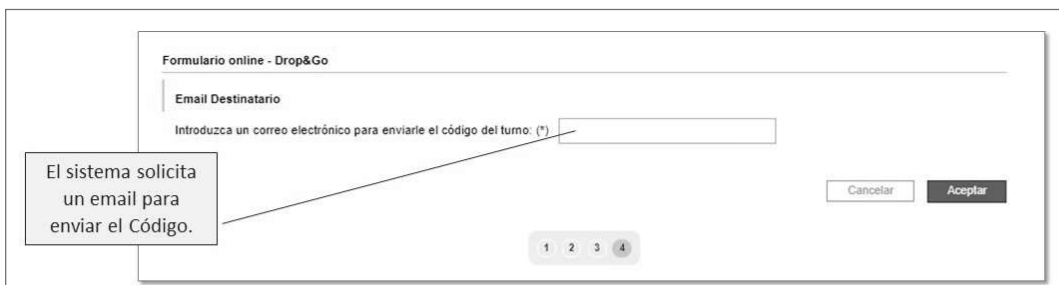 Formulario online - Drop&Go
Email Destinatario
Introduzca un correo electrónico para enviarle el código del turno: (*)
El sistema solicita
un email para
enviar el Código.
Cancelar
Aceptar
1 2 3 4